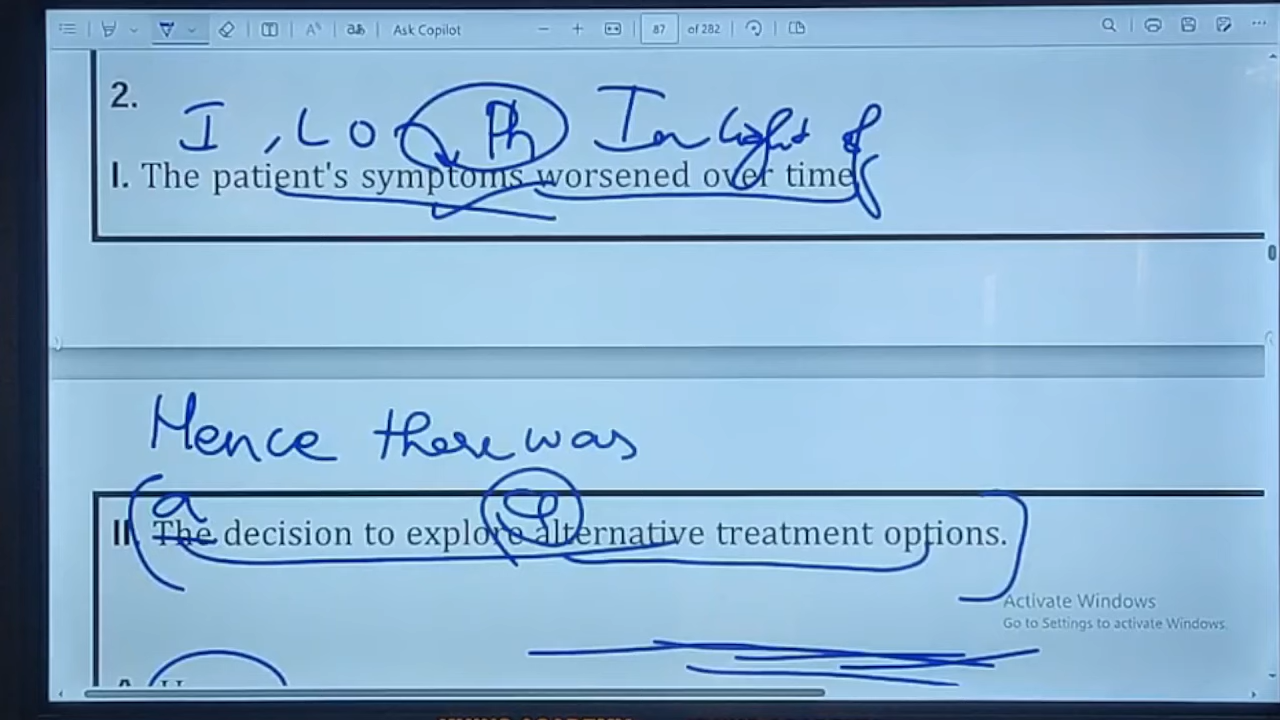 Ask Copilot 87 of 282
2.
I , LO Ph In light of
I. The patient's symptoms worsened over time
Hence there was
a
II. The decision to explore alternative treatment options.
Activate Windows
Go to Settings to activate Windows.